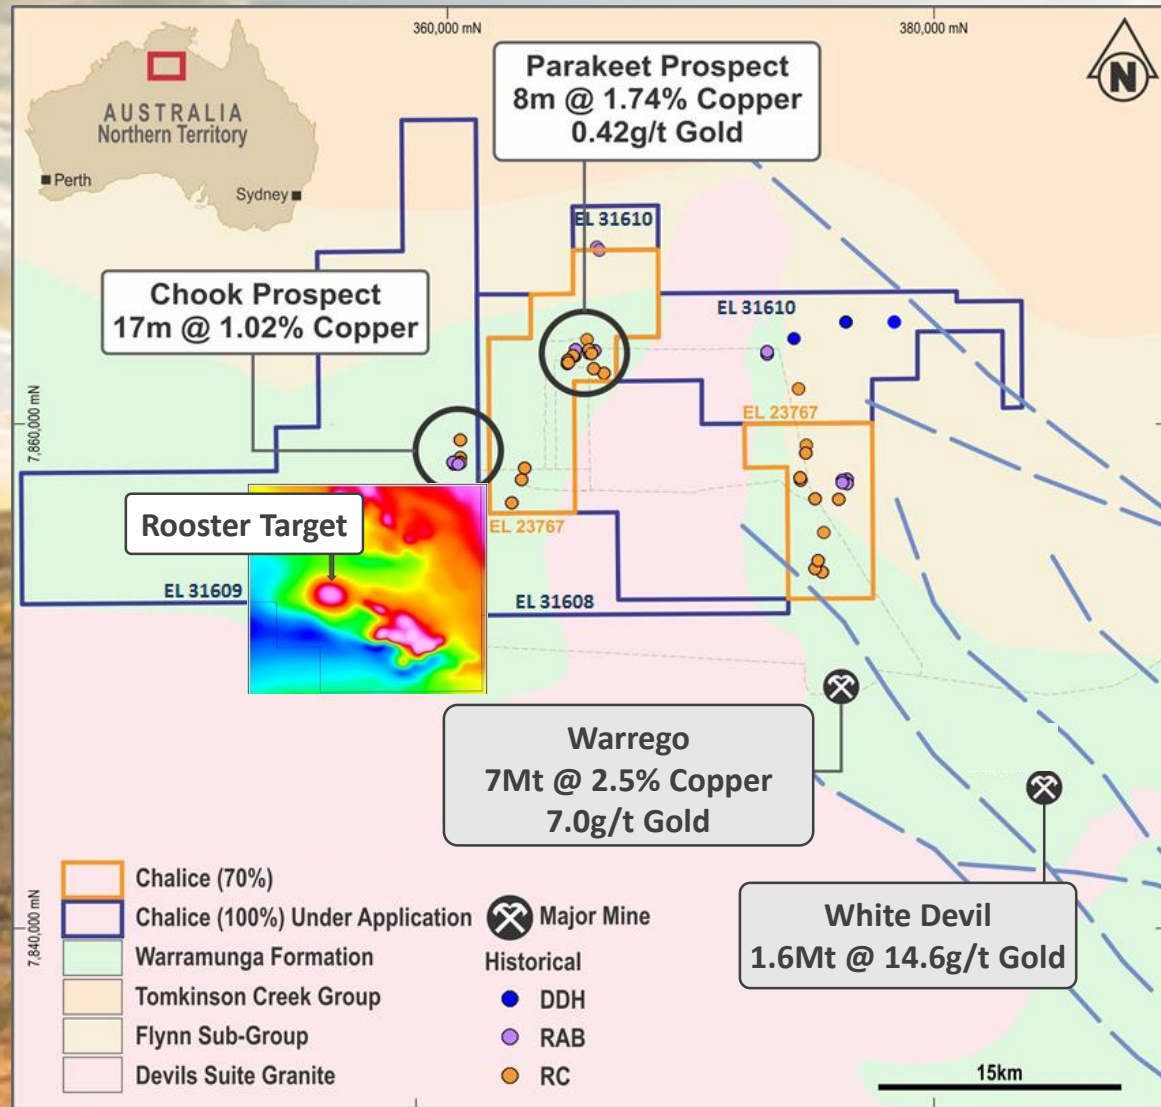 360,000 mN
380,000 mN
N
AUSTRALIA
Northern Territory
Perth
Sydney
Parakeet Prospect
8m @ 1.74% Copper
0.42g/t Gold
EL 31610
Chook Prospect
17m @ 1.02% Copper
EL 31610
7,860,000 mN
EL 23767
Rooster Target
EL 23767
EL 31609
EL 31608
Warrego
7Mt @ 2.5% Copper
7.0g/t Gold
White Devil
1.6Mt @ 14.6g/t Gold
7,840,000 mN
Chalice (70%)
Chalice (100%) Under Application
Warramunga Formation
Tomkinson Creek Group
Flynn Sub-Group
Devils Suite Granite
Major Mine
Historical
DDH
RAB
RC
15km